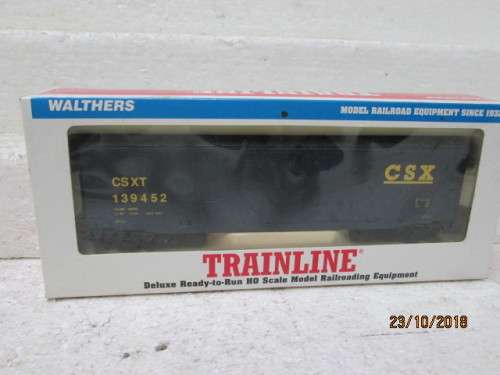 WALTHERS
MODEL RAILROAD EQUIPMENT SINCE 1932
CSXT
139452
CSX
TRAINLINE®
Deluxe Ready-to-Run HO Scale Model Railroading Equipment
23/10/2018